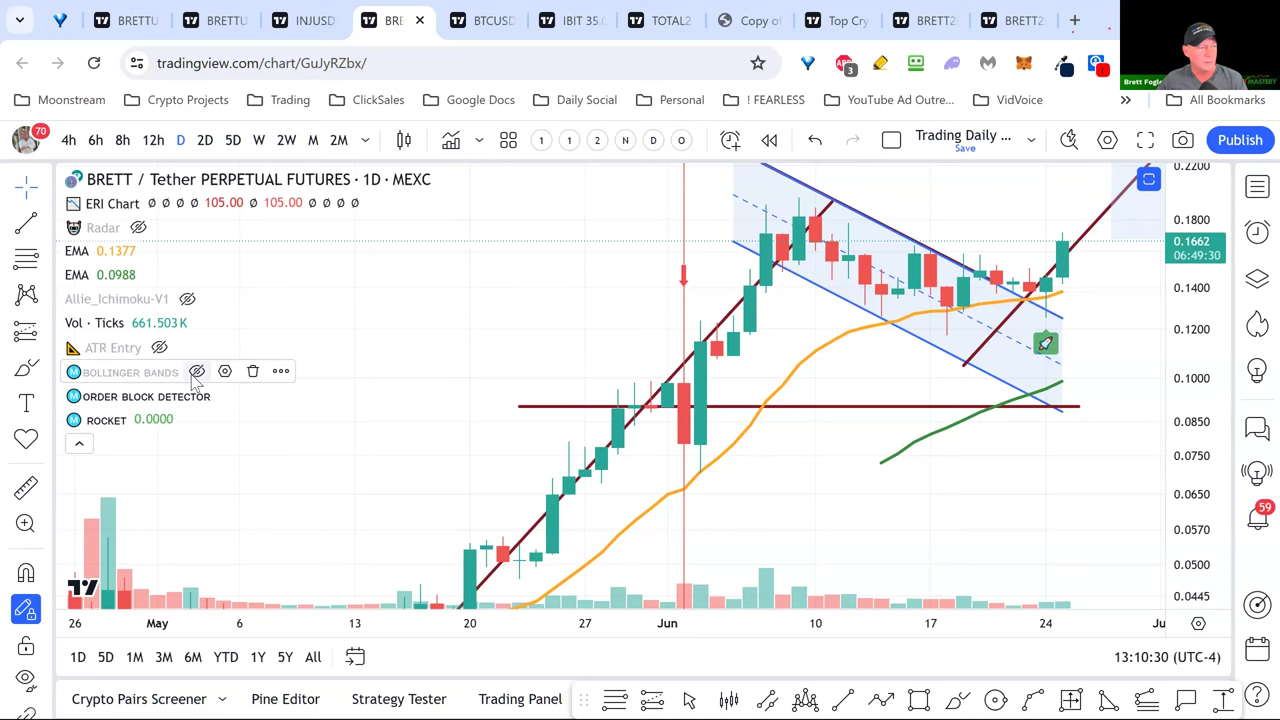 BRETTU
BRETTU
INJUSD
BRE
BTCUSD
IBIT 35.
TOTAL2
Copy of
Top Cry
BRETT2
BRETT2
tradingview.com/chart/GuJyRZbx/
3
Brett Fogle
MASTERY
Moonstream
Crypto Projects
Trading
ClickSales
Google Docs
Daily Social
Personal
! FEARLESS
YouTube Ad Outre...
VidVoice
All Bookmarks
70
4h 6h 8h 12h D 2D 5D W 2W M 2M
1 1 2 N D O
Trading Daily ...
Save
Publish
BRETT / Tether PERPETUAL FUTURES · 1D · MEXC
ERI Chart Ø Ø Ø Ø 105.00 Ø 105.00 Ø Ø Ø Ø
Radar
EMA 0.1377
EMA 0.0988
Allie_Ichimoku-V1
Vol · Ticks 661.503K
ATR Entry
BOLLINGER BANDS
ORDER BLOCK DETECTOR
ROCKET 0.0000
0.2200
0.1800
0.1662
06:49:30
0.1400
0.1200
0.1000
0.0850
0.0750
0.0650
0.0570
0.0500
0.0445
59
26 May 6 13 20 27 Jun 10 17 24 Ju
1D 5D 1M 3M 6M YTD 1Y 5Y All
13:10:30 (UTC-4)
Crypto Pairs Screener
Pine Editor
Strategy Tester
Trading Panel